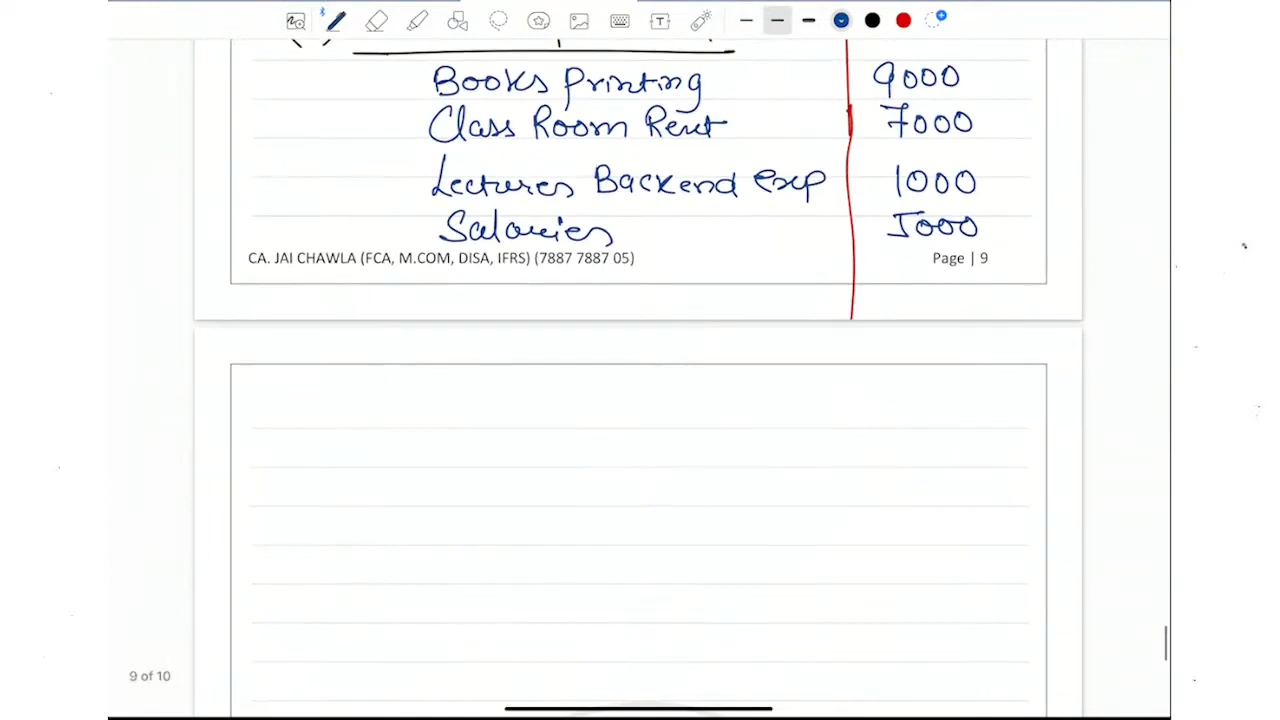 Books Printing 9000
Class Room Rent 7000
Lectures Backend Exp 1000
Salaries 5000
CA. JAI CHAWLA (FCA, M.COM, DISA, IFRS) (7887 7887 05) Page | 9
9 of 10